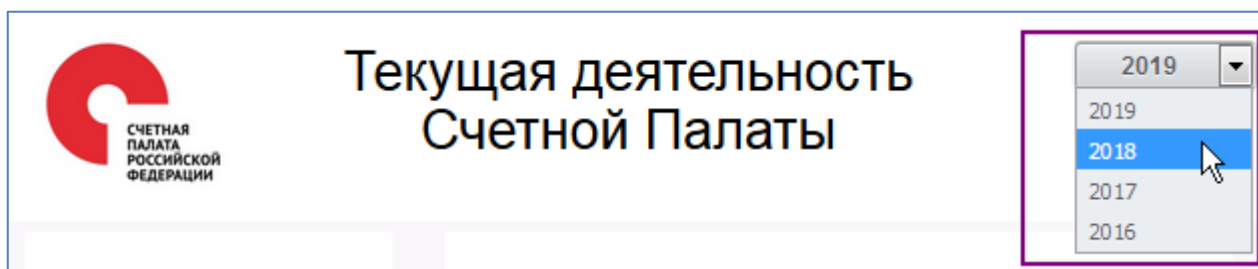 СЧЕТНАЯ
ПАЛАТА
РОССИЙСКОЙ
ФЕДЕРАЦИИ
Текущая деятельность
Счетной Палаты
2019
2019
2018
2017
2016